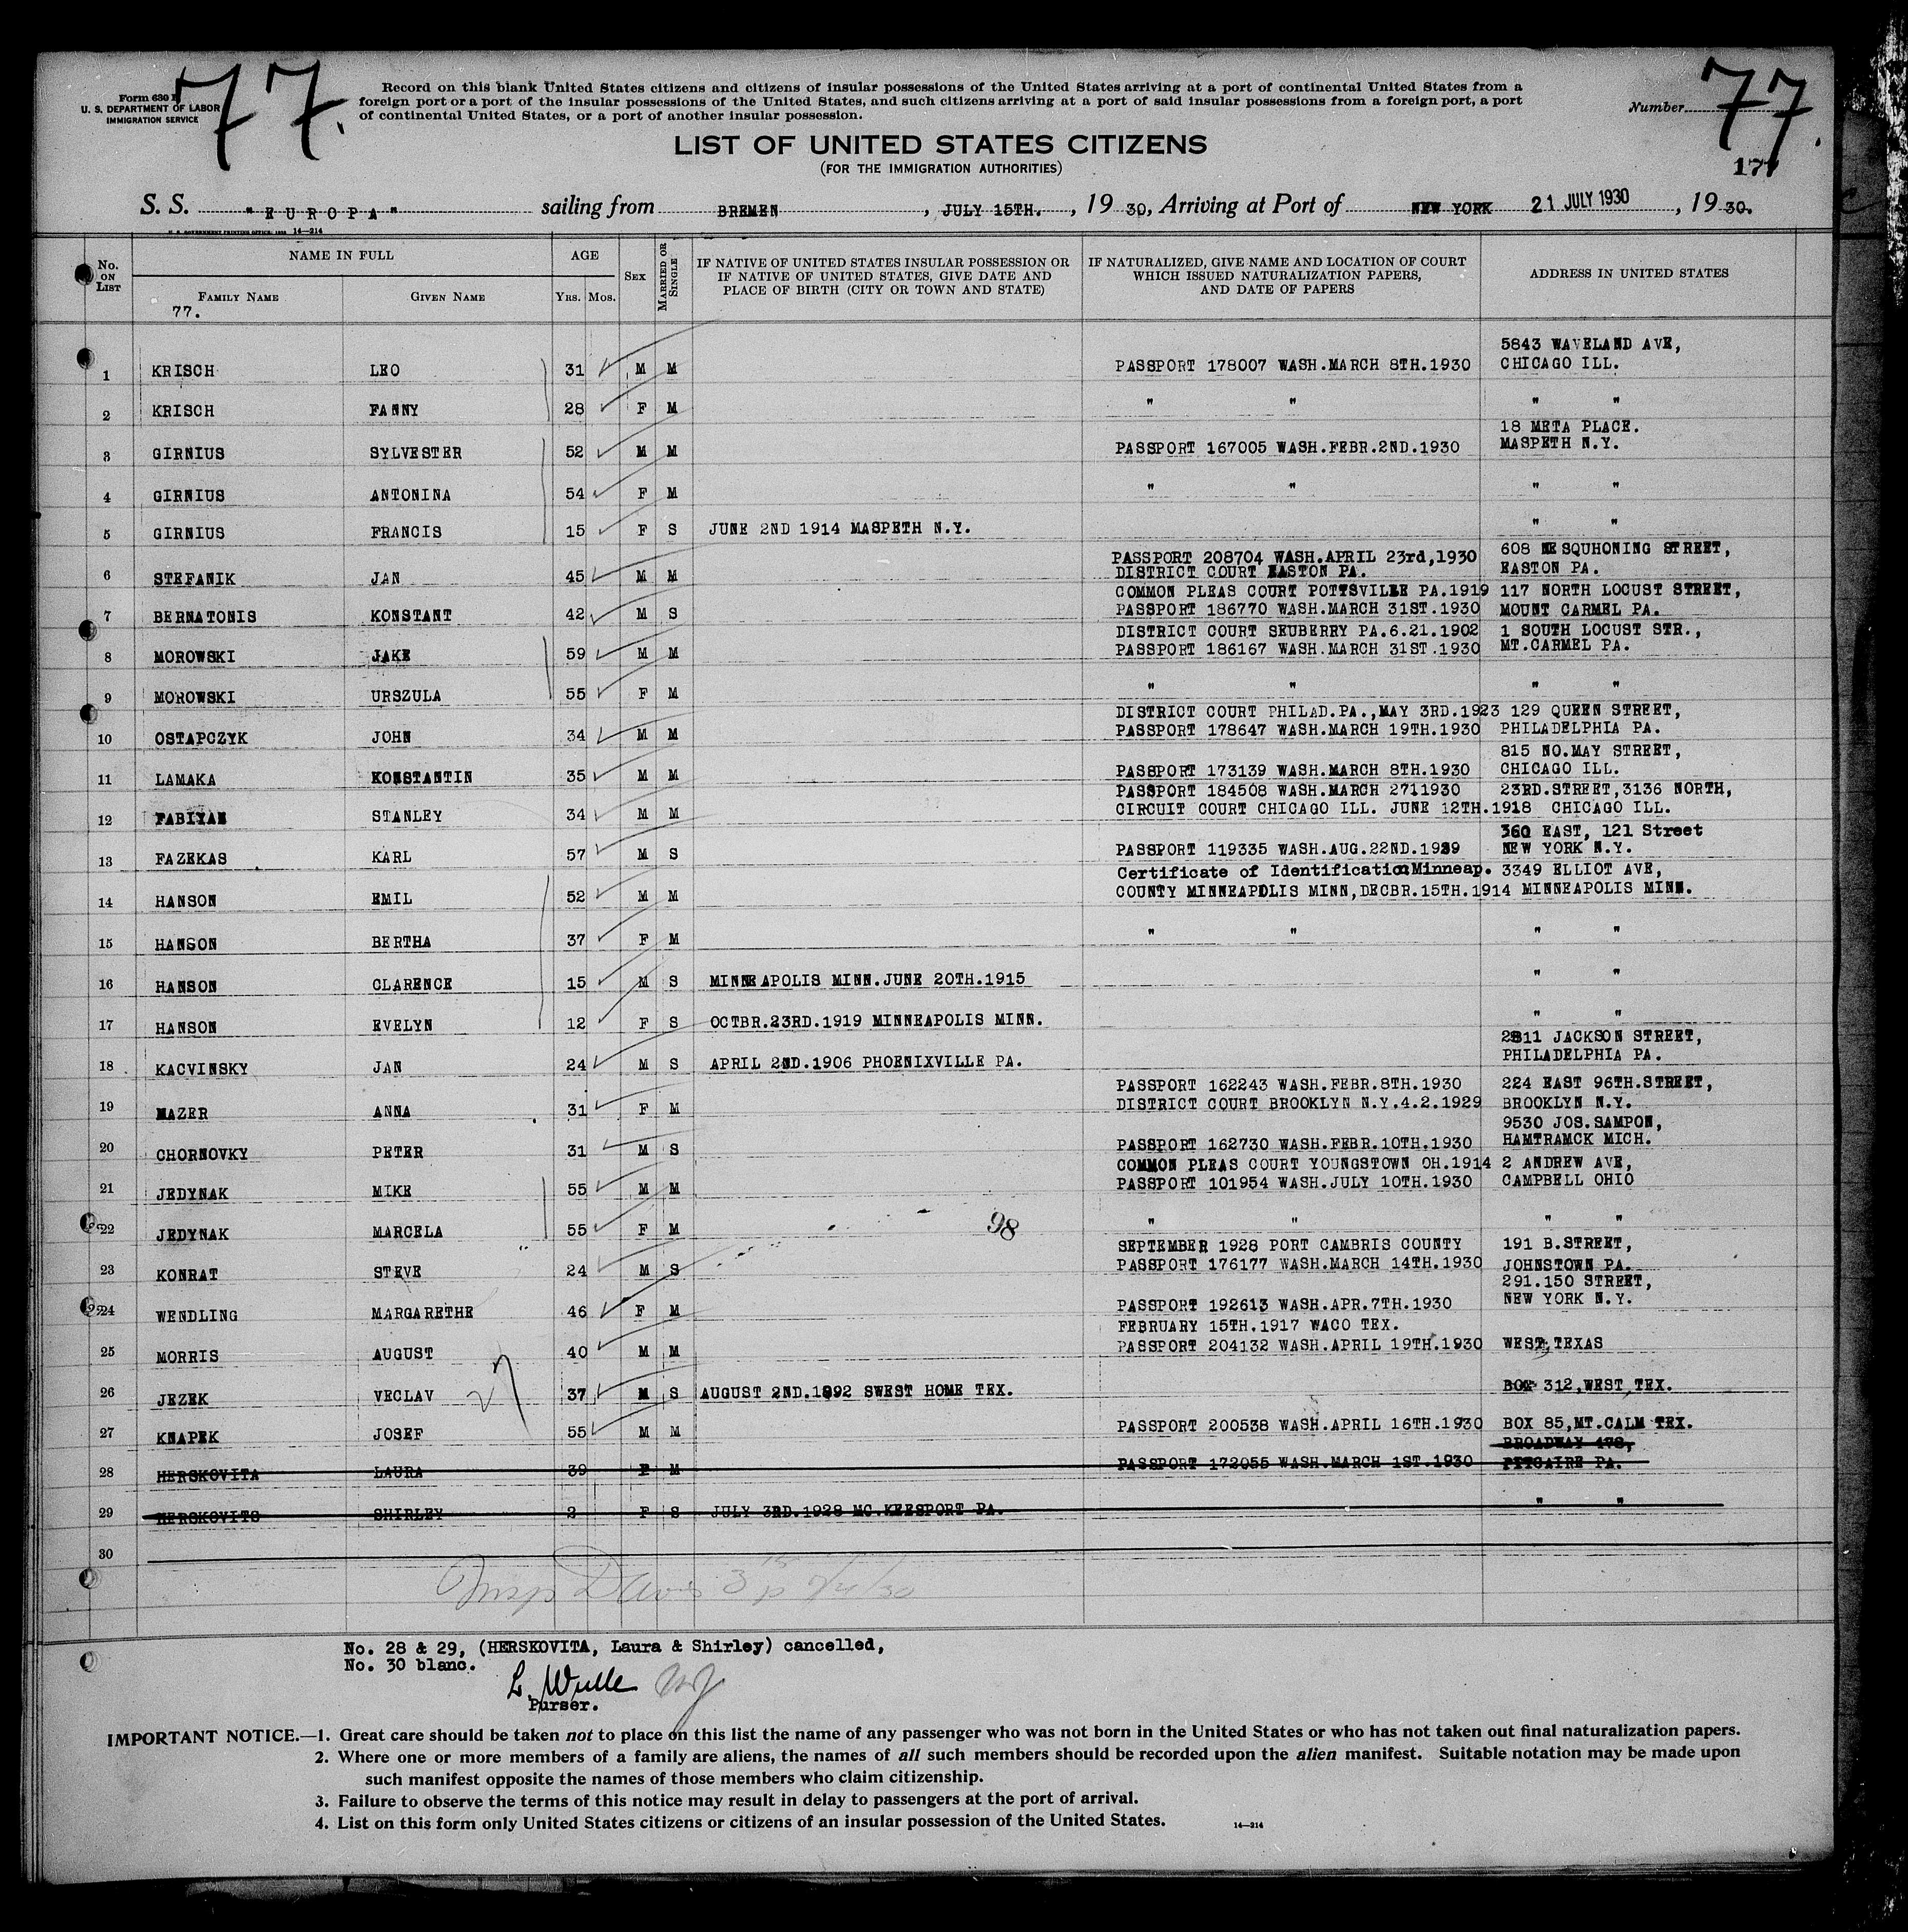 77.
77.
Form 630 B
U. S. DEPARTMENT OF LABOR
IMMIGRATION SERVICE
Record on this blank United States citizens and citizens of insular possessions of the United States arriving at a port of continental United States from a
foreign port or a port of the insular possessions of the United States, and such citizens arriving at a port of said insular possessions from a foreign port, a port
of continental United States, or a port of another insular possession.
Number
177
LIST OF UNITED STATES CITIZENS
(FOR THE IMMIGRATION AUTHORITIES)
S. S. "EUROPA" sailing from BREMEN, JULY 15TH., 1930, Arriving at Port of NEW YORK 21 JULY 1930, 1930.
U. S. GOVERNMENT PRINTING OFFICE 14—214
No. ON LIST
NAME IN FULL
FAMILY NAME
77.
GIVEN NAME
AGE
YRS. MOS.
SEX
MARRIED OR SINGLE
IF NATIVE OF UNITED STATES INSULAR POSSESSION OR
IF NATIVE OF UNITED STATES, GIVE DATE AND
PLACE OF BIRTH (CITY OR TOWN AND STATE)
IF NATURALIZED, GIVE NAME AND LOCATION OF COURT
WHICH ISSUED NATURALIZATION PAPERS,
AND DATE OF PAPERS
ADDRESS IN UNITED STATES
5843 WAVELAND AVE,
1 KRISCH LEO 31 M M PASSPORT 178007 WASH.MARCH 8TH.1930 CHICAGO ILL.
2 KRISCH FANNY 28 F M " " " "
18 META PLACE.
3 GIRNIUS SYLVESTER 52 M M PASSPORT 167005 WASH.FEBR.2ND.1930 MASPETH N.Y.
4 GIRNIUS ANTONINA 54 F M " " " "
5 GIRNIUS FRANCIS 15 F S JUNE 2ND 1914 MASPETH N.Y. " "
PASSPORT 208704 WASH.APRIL 23rd,1930 608 NESQUHONING STREET,
6 STEFANIK JAN 45 M M DISTRICT COURT EASTON PA. EASTON PA.
COMMON PLEAS COURT POTTSVILLE PA.1919 117 NORTH LOCUST STREET,
7 BERNATONIS KONSTANT 42 M S PASSPORT 186770 WASH.MARCH 31ST.1930 MOUNT CARMEL PA.
DISTRICT COURT SEUBERRY PA.6.21.1902 1 SOUTH LOCUST STR.,
8 MOROWSKI JAKE 59 M M PASSPORT 186167 WASH.MARCH 31ST.1930 MT.CARMEL PA.
9 MOROWSKI URSZULA 55 F M " " " "
DISTRICT COURT PHILAD.PA.,MAY 3RD.1923 129 QUEEN STREET,
10 OSTAPCZYK JOHN 34 M M PASSPORT 178647 WASH.MARCH 19TH.1930 PHILADELPHIA PA.
815 NO.MAY STREET,
11 LAMAKA KONSTANTIN 35 M M PASSPORT 173139 WASH.MARCH 8TH.1930 CHICAGO ILL.
PASSPORT 184508 WASH.MARCH 2711930 23RD.STREET,3136 NORTH,
12 FABIYAN STANLEY 34 M M CIRCUIT COURT CHICAGO ILL. JUNE 12TH.1918 CHICAGO ILL.
360 EAST, 121 Street
13 FAZEKAS KARL 57 M S PASSPORT 119335 WASH.AUG.22ND.1929 NEW YORK N.Y.
Certificate of Identification Minneap. 3349 ELLIOT AVE,
14 HANSON EMIL 52 M M COUNTY MINNEAPOLIS MINN,DECBR.15TH.1914 MINNEAPOLIS MINN.
15 HANSON BERTHA 37 F M " " " "
16 HANSON CLARENCE 15 M S MINNEAPOLIS MINN.JUNE 20TH.1915 " "
17 HANSON EVELYN 12 F S OCTBR.23RD.1919 MINNEAPOLIS MINN. " "
2811 JACKSON STREET,
18 KACVINSKY JAN 24 M S APRIL 2ND.1906 PHOENIXVILLE PA. PHILADELPHIA PA.
PASSPORT 162243 WASH.FEBR.8TH.1930 224 EAST 96TH.STREET,
19 MAZER ANNA 31 F M DISTRICT COURT BROOKLYN N.Y.4.2.1929 BROOKLYN N.Y.
9530 JOS.SAMPON,
20 CHORNOVKY PETER 31 M S PASSPORT 162730 WASH.FEBR.10TH.1930 HAMTRAMCK MICH.
COMMON PLEAS COURT YOUNGSTOWN OH.1914 2 ANDREW AVE,
21 JEDYNAK MIKE 55 M M PASSPORT 101954 WASH.JULY 10TH.1930 CAMPBELL OHIO
22 JEDYNAK MARCELA 55 F M 98 " " " "
SEPTEMBER 1928 PORT CAMBRIS COUNTY 191 B.STREET,
23 KONRAT STEVE 24 M S PASSPORT 176177 WASH.MARCH 14TH.1930 JOHNSTOWN PA.
291.150 STREET,
24 WENDLING MARGARETHE 46 F M PASSPORT 192613 WASH.APR.7TH.1930 NEW YORK N.Y.
FEBRUARY 15TH.1917 WACO TEX.
25 MORRIS AUGUST 40 M M PASSPORT 204132 WASH.APRIL 19TH.1930 WEST,TEXAS
26 JEZEK VECLAV 27 37 M S AUGUST 2ND.1892 SWEST HOME TEX. BOX 312,WEST,TEX.
27 KNAPEK JOSEF 55 M M PASSPORT 200538 WASH.APRIL 16TH.1930 BOX 85,MT.CALM TEX.
BROADWAY 478,
28 HERSKOVITA LAURA 39 F M PASSPORT 172055 WASH.MARCH 1ST.1930 PITCAIRE PA.
29 HERSKOVITS SHIRLEY 2 F S JULY 3RD.1928 MC.KEESPORT PA. " "
30
Insp Davis 3 p 7/21/30
No. 28 & 29, (HERSKOVITA, Laura & Shirley) cancelled,
No. 30 blanc.
L. Wulle
Purser.
IMPORTANT NOTICE.—1. Great care should be taken not to place on this list the name of any passenger who was not born in the United States or who has not taken out final naturalization papers.
2. Where one or more members of a family are aliens, the names of all such members should be recorded upon the alien manifest. Suitable notation may be made upon
such manifest opposite the names of those members who claim citizenship.
3. Failure to observe the terms of this notice may result in delay to passengers at the port of arrival.
4. List on this form only United States citizens or citizens of an insular possession of the United States.
14—214